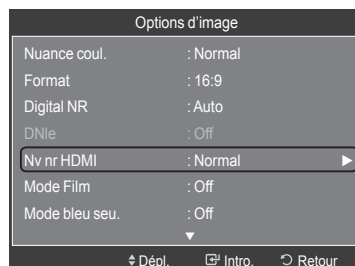 Options d'image
Nuance coul. : Normal
Format : 16:9
Digital NR : Auto
DNIe : Off
Nv nr HDMI : Normal
Mode Film : Off
Mode bleu seu. : Off
Dépl. Intro. Retour